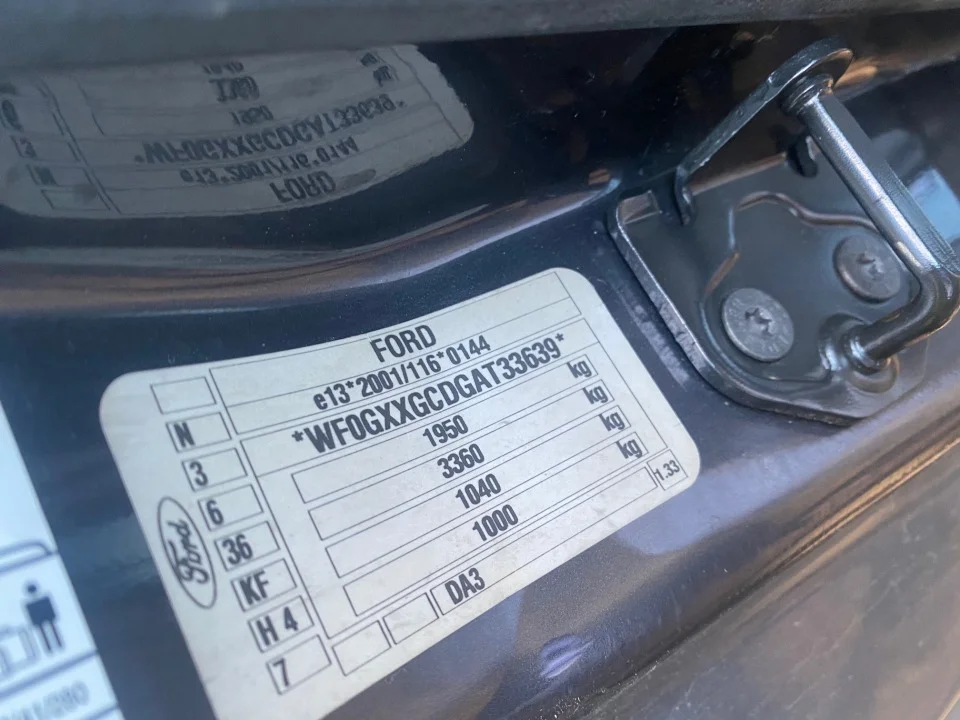 FORD
e13*2001/116*0144
*WF0GXXGCDGAT33639*
1950 kg
3360 kg
1040 kg
1000 kg
1.33
DA3
N
3
6
36
KF
H 4
7
Ford